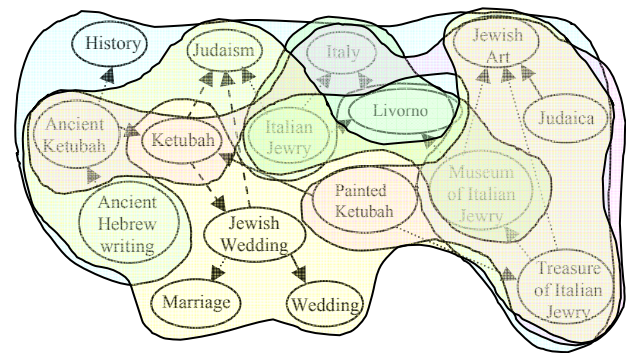 History
Judaism
Italy
Jewish
Art
Ancient
Ketubah
Ketubah
Italian
Jewry
Livorno
Judaica
Ancient
Hebrew
writing
Jewish
Wedding
Painted
Ketubah
Museum
of Italian
Jewry
Marriage
Wedding
Treasure
of Italian
Jewry